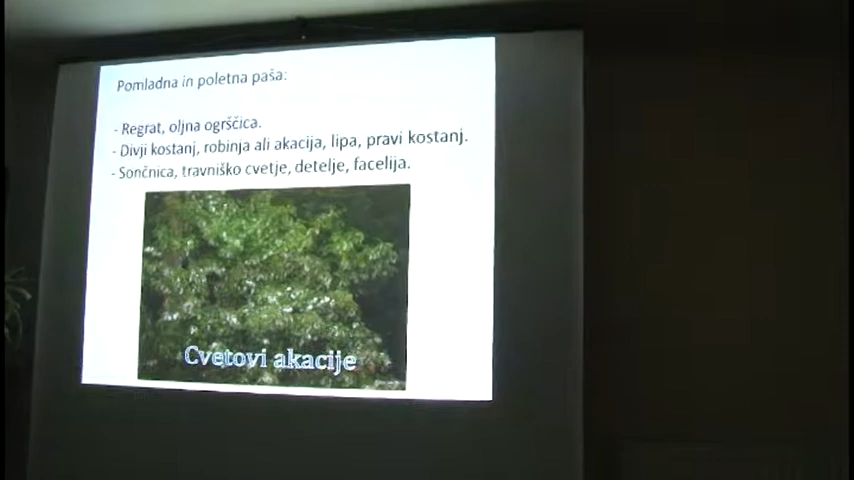 Pomladna in poletna paša:
- Regrat, oljna ogrščica.
- Divji kostanj, robinja ali akacija, lipa, pravi kostanj.
- Sončnica, travniško cvetje, detelje, facelija.
Cvetovi akacije